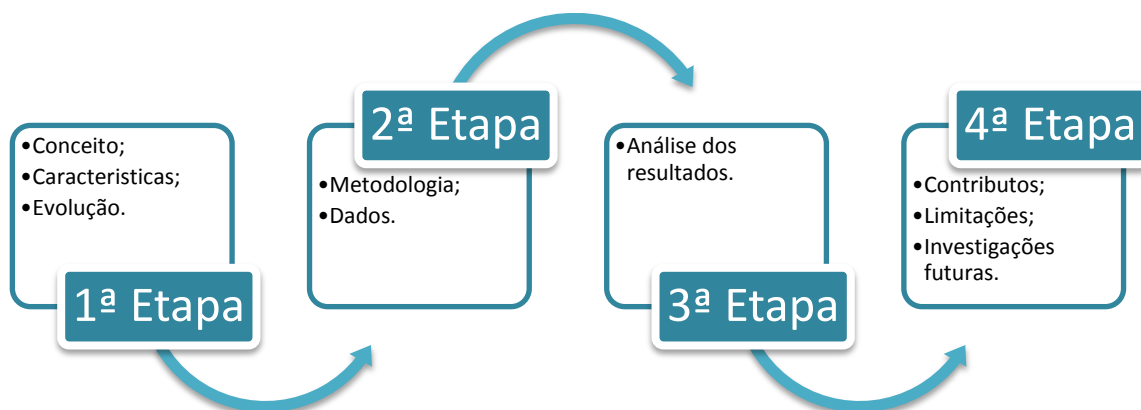 •Conceito;
•Caracteristicas;
•Evolução.
1ª Etapa
2ª Etapa
•Metodologia;
•Dados.
•Análise dos
resultados.
3ª Etapa
4ª Etapa
•Contributos;
•Limitações;
•Investigações
futuras.